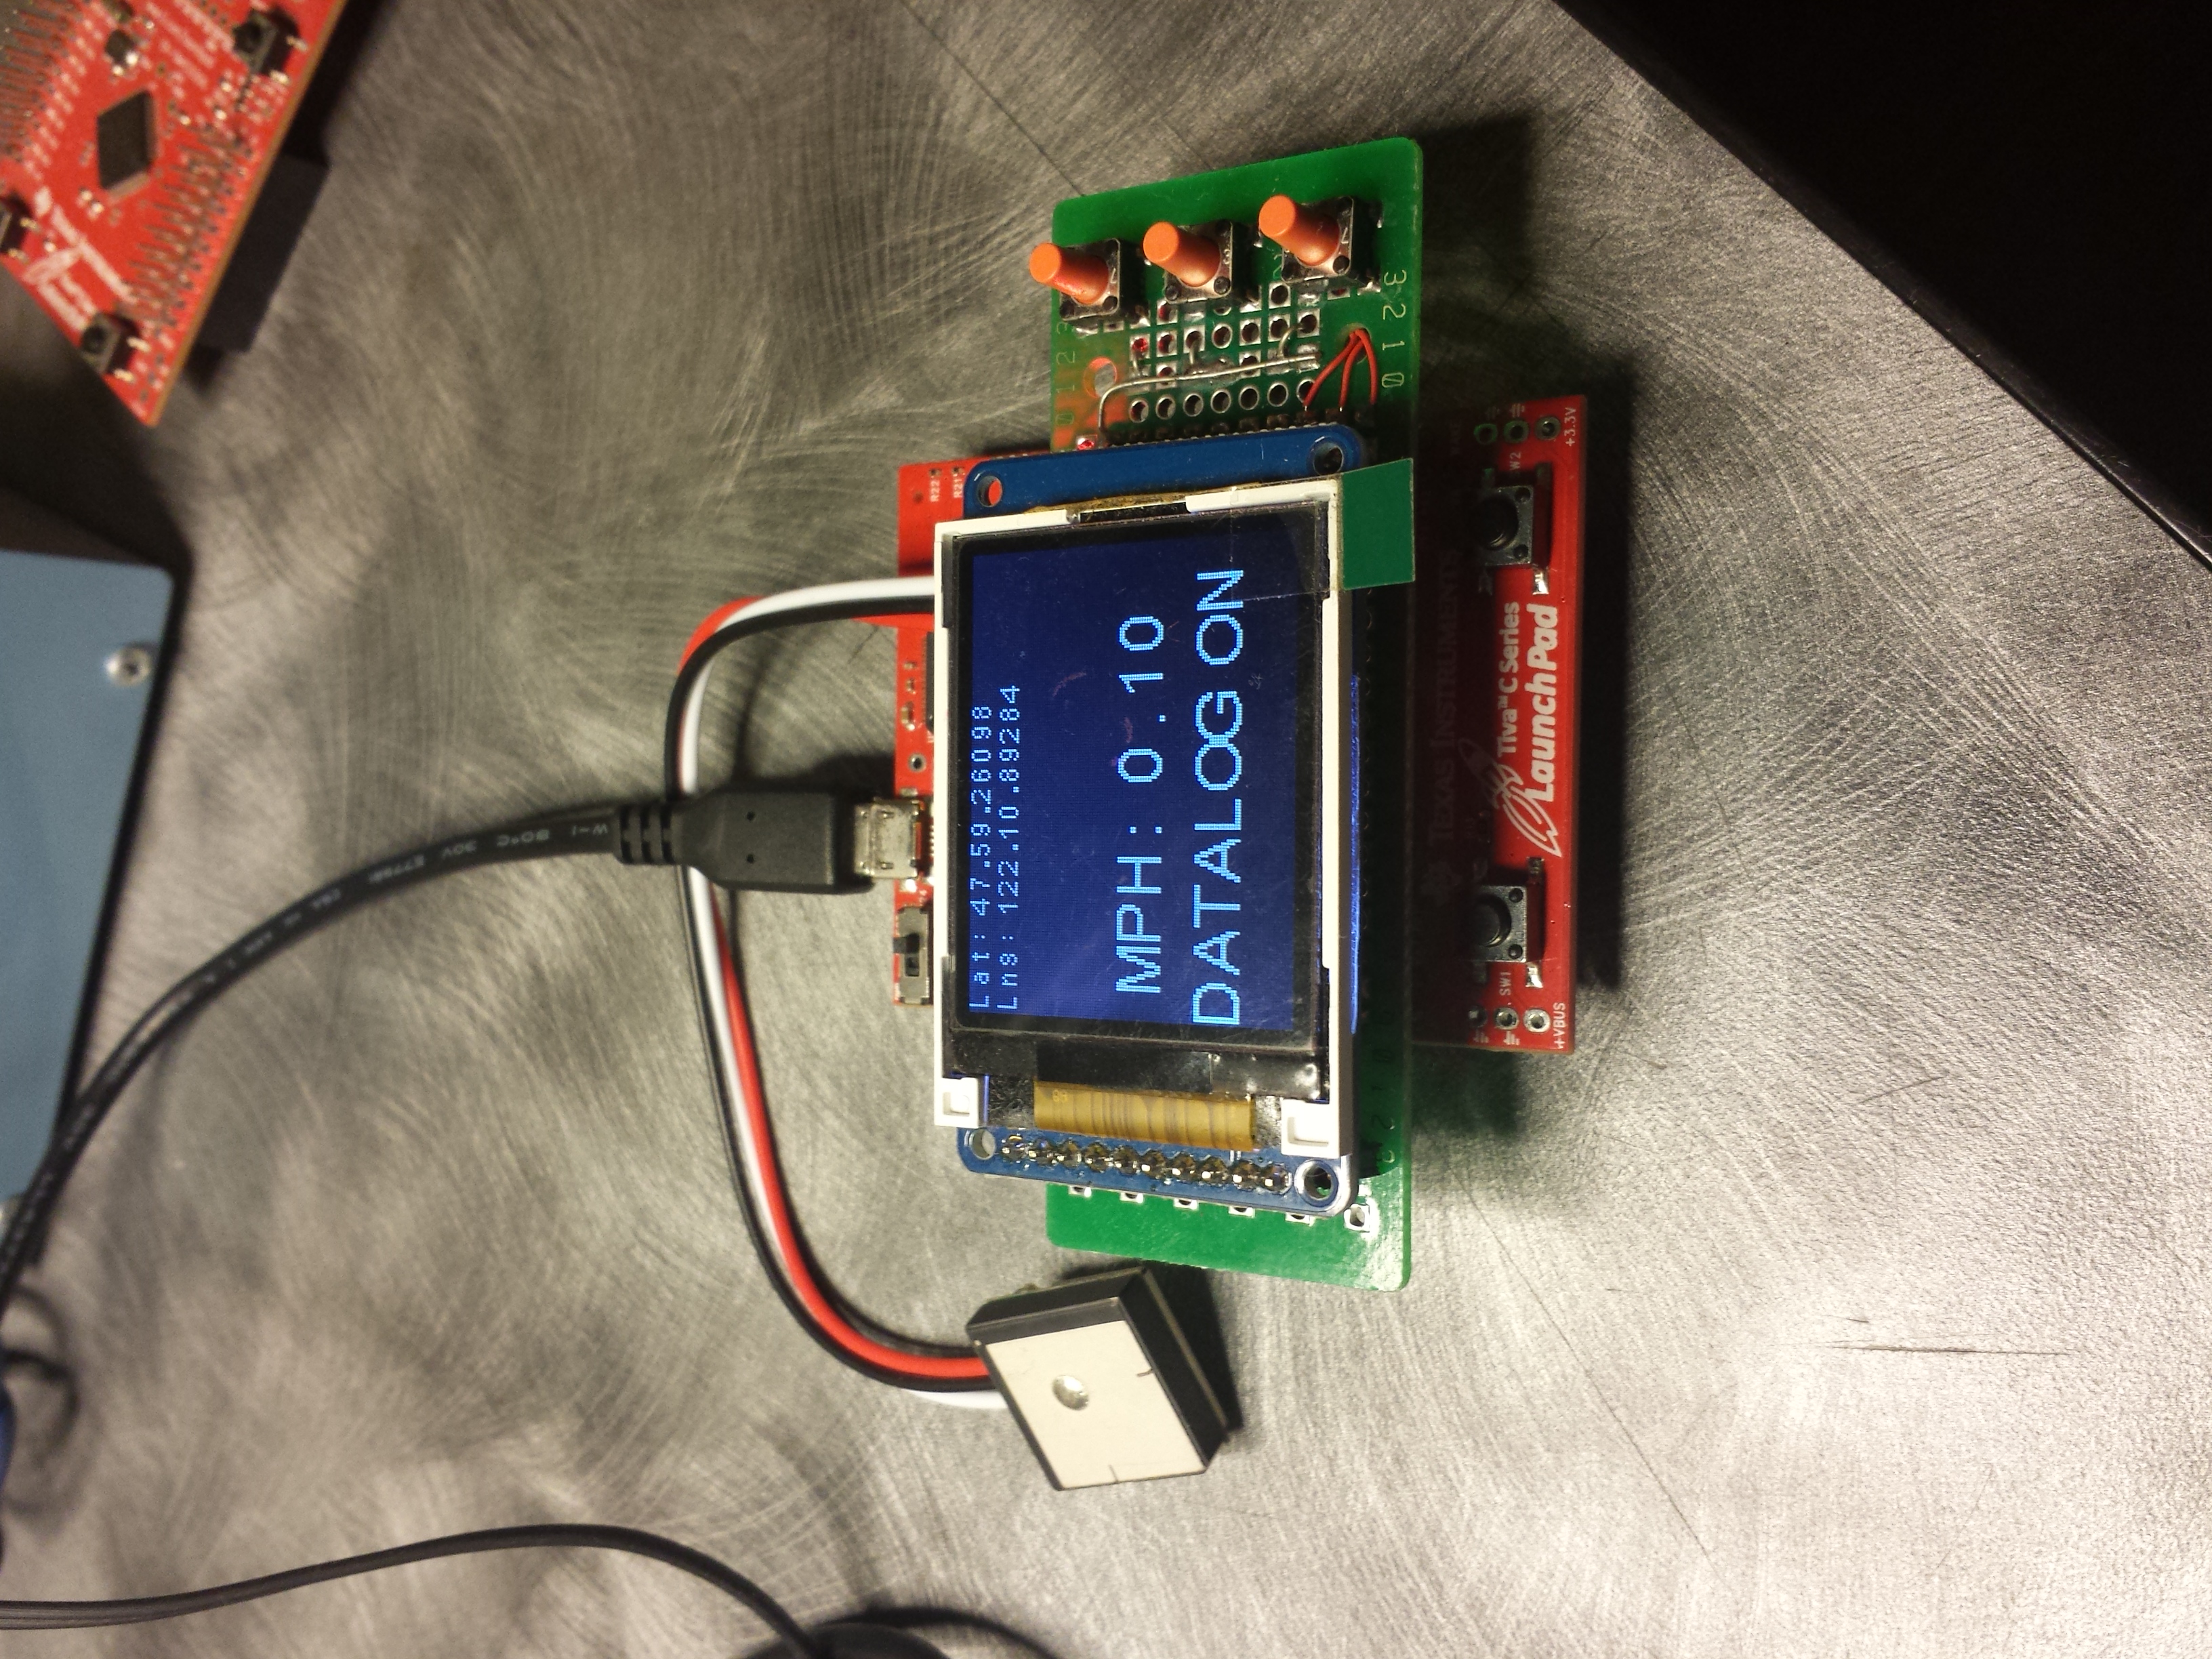 R22
R21
Lat: 47.59.26098
Lng: 122.10.89284
MPH: 0.10
DATALOG ON
0 1 2 3
3 2 1 0
TEXAS INSTRUMENTS
SW1
Tiva™ C Series
LaunchPad
+VBUS
+3.3V